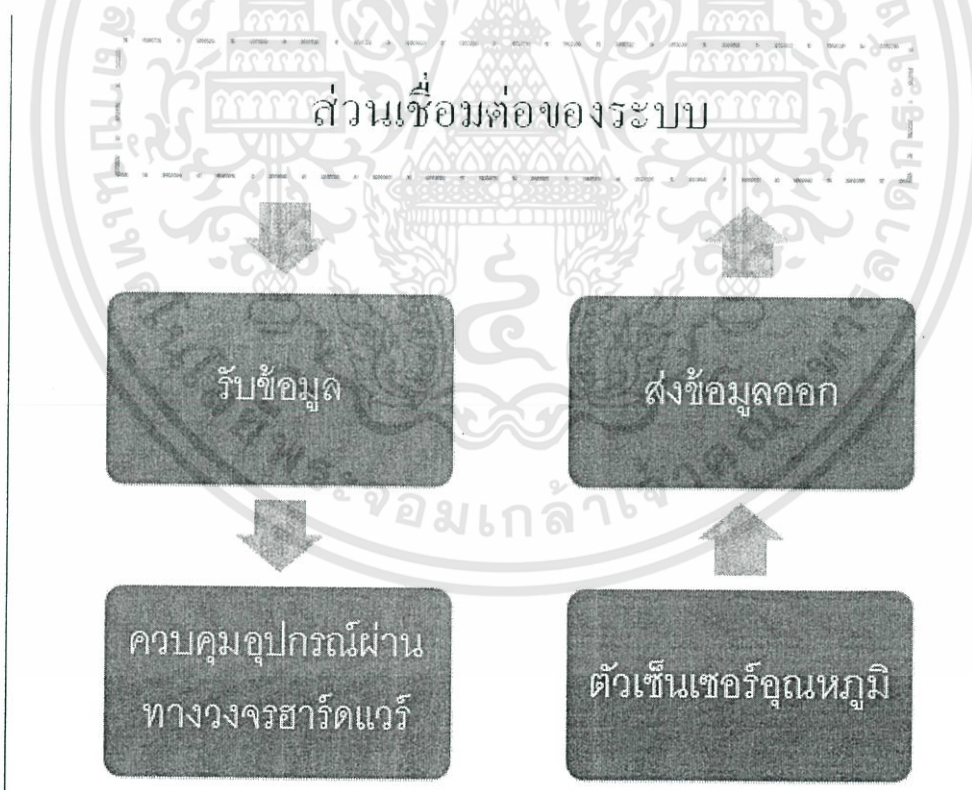 ส่วนเชื่อมต่อของระบบ
รับข้อมูล
ส่งข้อมูลออก
ควบคุมอุปกรณ์ผ่าน
ทางวงจรฮาร์ดแวร์
ตัวเซ็นเซอร์อุณหภูมิ